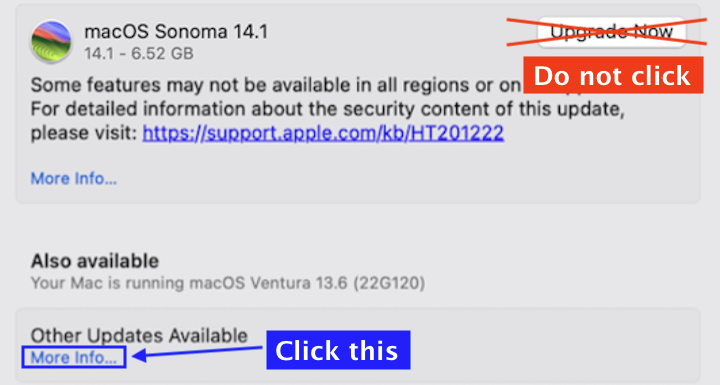 macOS Sonoma 14.1
Upgrade Now
14.1 - 6.52 GB
Do not click
Some features may not be available in all regions or on
For detailed information about the security content of this update,
please visit: https://support.apple.com/kb/HT201222
More Info...
Also available
Your Mac is running macOS Ventura 13.6 (22G120)
Other Updates Available
More Info...
Click this